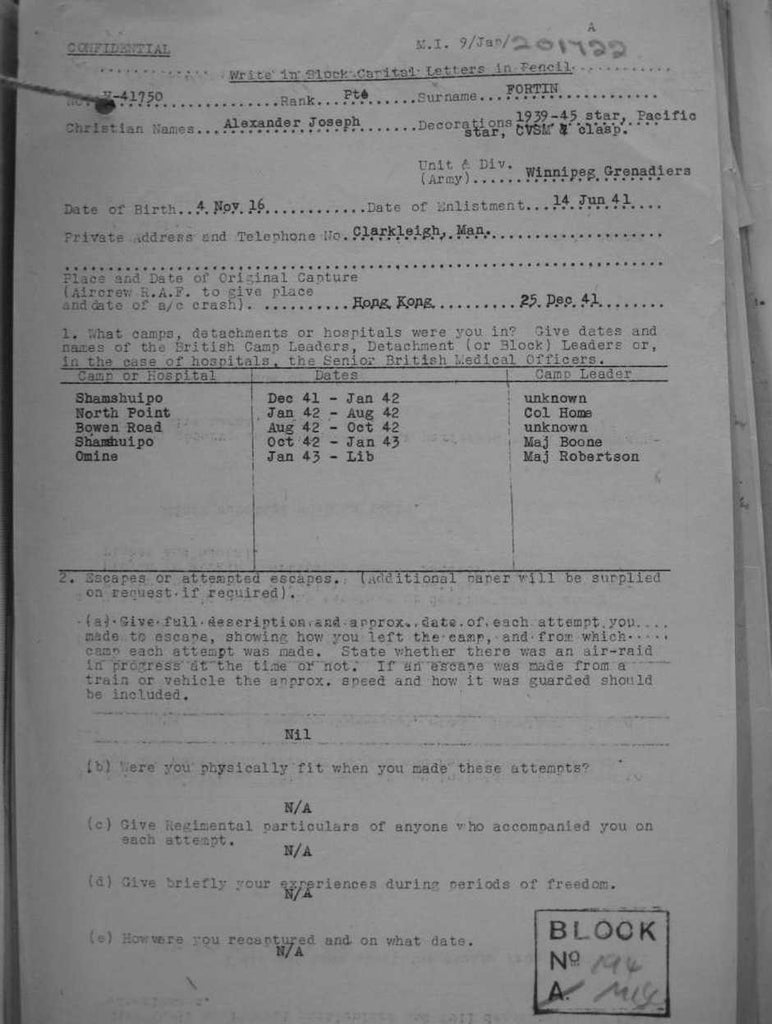 A
CONFIDENTIAL M.I. 9/Jap/201722
Write in Block Capital Letters in Pencil
No. H-41750 Rank... Pte ......Surname... FORTIN
Christian Names... Alexander Joseph ......Decorations 1939-45 star, Pacific
star, CVSM & clasp.
Unit & Div.
(Army)...... Winnipeg Grenadiers
Date of Birth.. 4 Nov 16 ............Date of Enlistment... 14 Jun 41....
Private Address and Telephone No. Clarkleigh, Man.
Place and Date of Original Capture
(Aircrew R.A.F. to give place
and date of a/c crash). .......... Hong Kong ......... 25 Dec 41........
1. What camps, detachments or hospitals were you in? Give dates and
names of the British Camp Leaders, Detachment (or Block) Leaders or,
in the case of hospitals, the Senior British Medical Officers.
Camp or Hospital Dates Camp Leader
Shamshuipo Dec 41 - Jan 42 unknown
North Point Jan 42 - Aug 42 Col Home
Bowen Road Aug 42 - Oct 42 unknown
Shamshuipo Oct 42 - Jan 43 Maj Boone
Omine Jan 43 - Lib Maj Robertson
2. Escapes or attempted escapes. (Additional paper will be supplied
on request if required).
(a) Give full description and approx. date of each attempt you
made to escape, showing how you left the camp, and from which
camp each attempt was made. State whether there was an air-raid
in progress at the time or not. If an escape was made from a
train or vehicle the approx. speed and how it was guarded should
be included.
Nil
(b) Were you physically fit when you made these attempts?
N/A
(c) Give Regimental particulars of anyone who accompanied you on
each attempt.
N/A
(d) Give briefly your experiences during periods of freedom.
N/A
(e) How were you recaptured and on what date.
N/A
BLOCK
Nº 194
A.